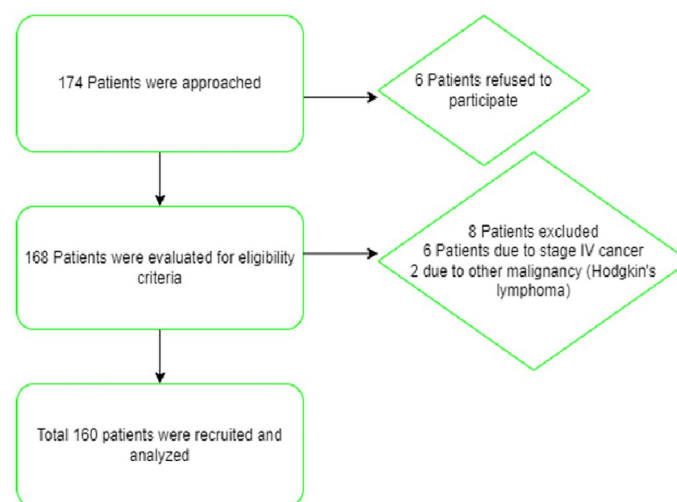 174 Patients were approached
6 Patients refused to
participate
168 Patients were evaluated for eligibility
criteria
8 Patients excluded
6 Patients due to stage IV cancer
2 due to other malignancy (Hodgkin's
lymphoma)
Total 160 patients were recruited and
analyzed